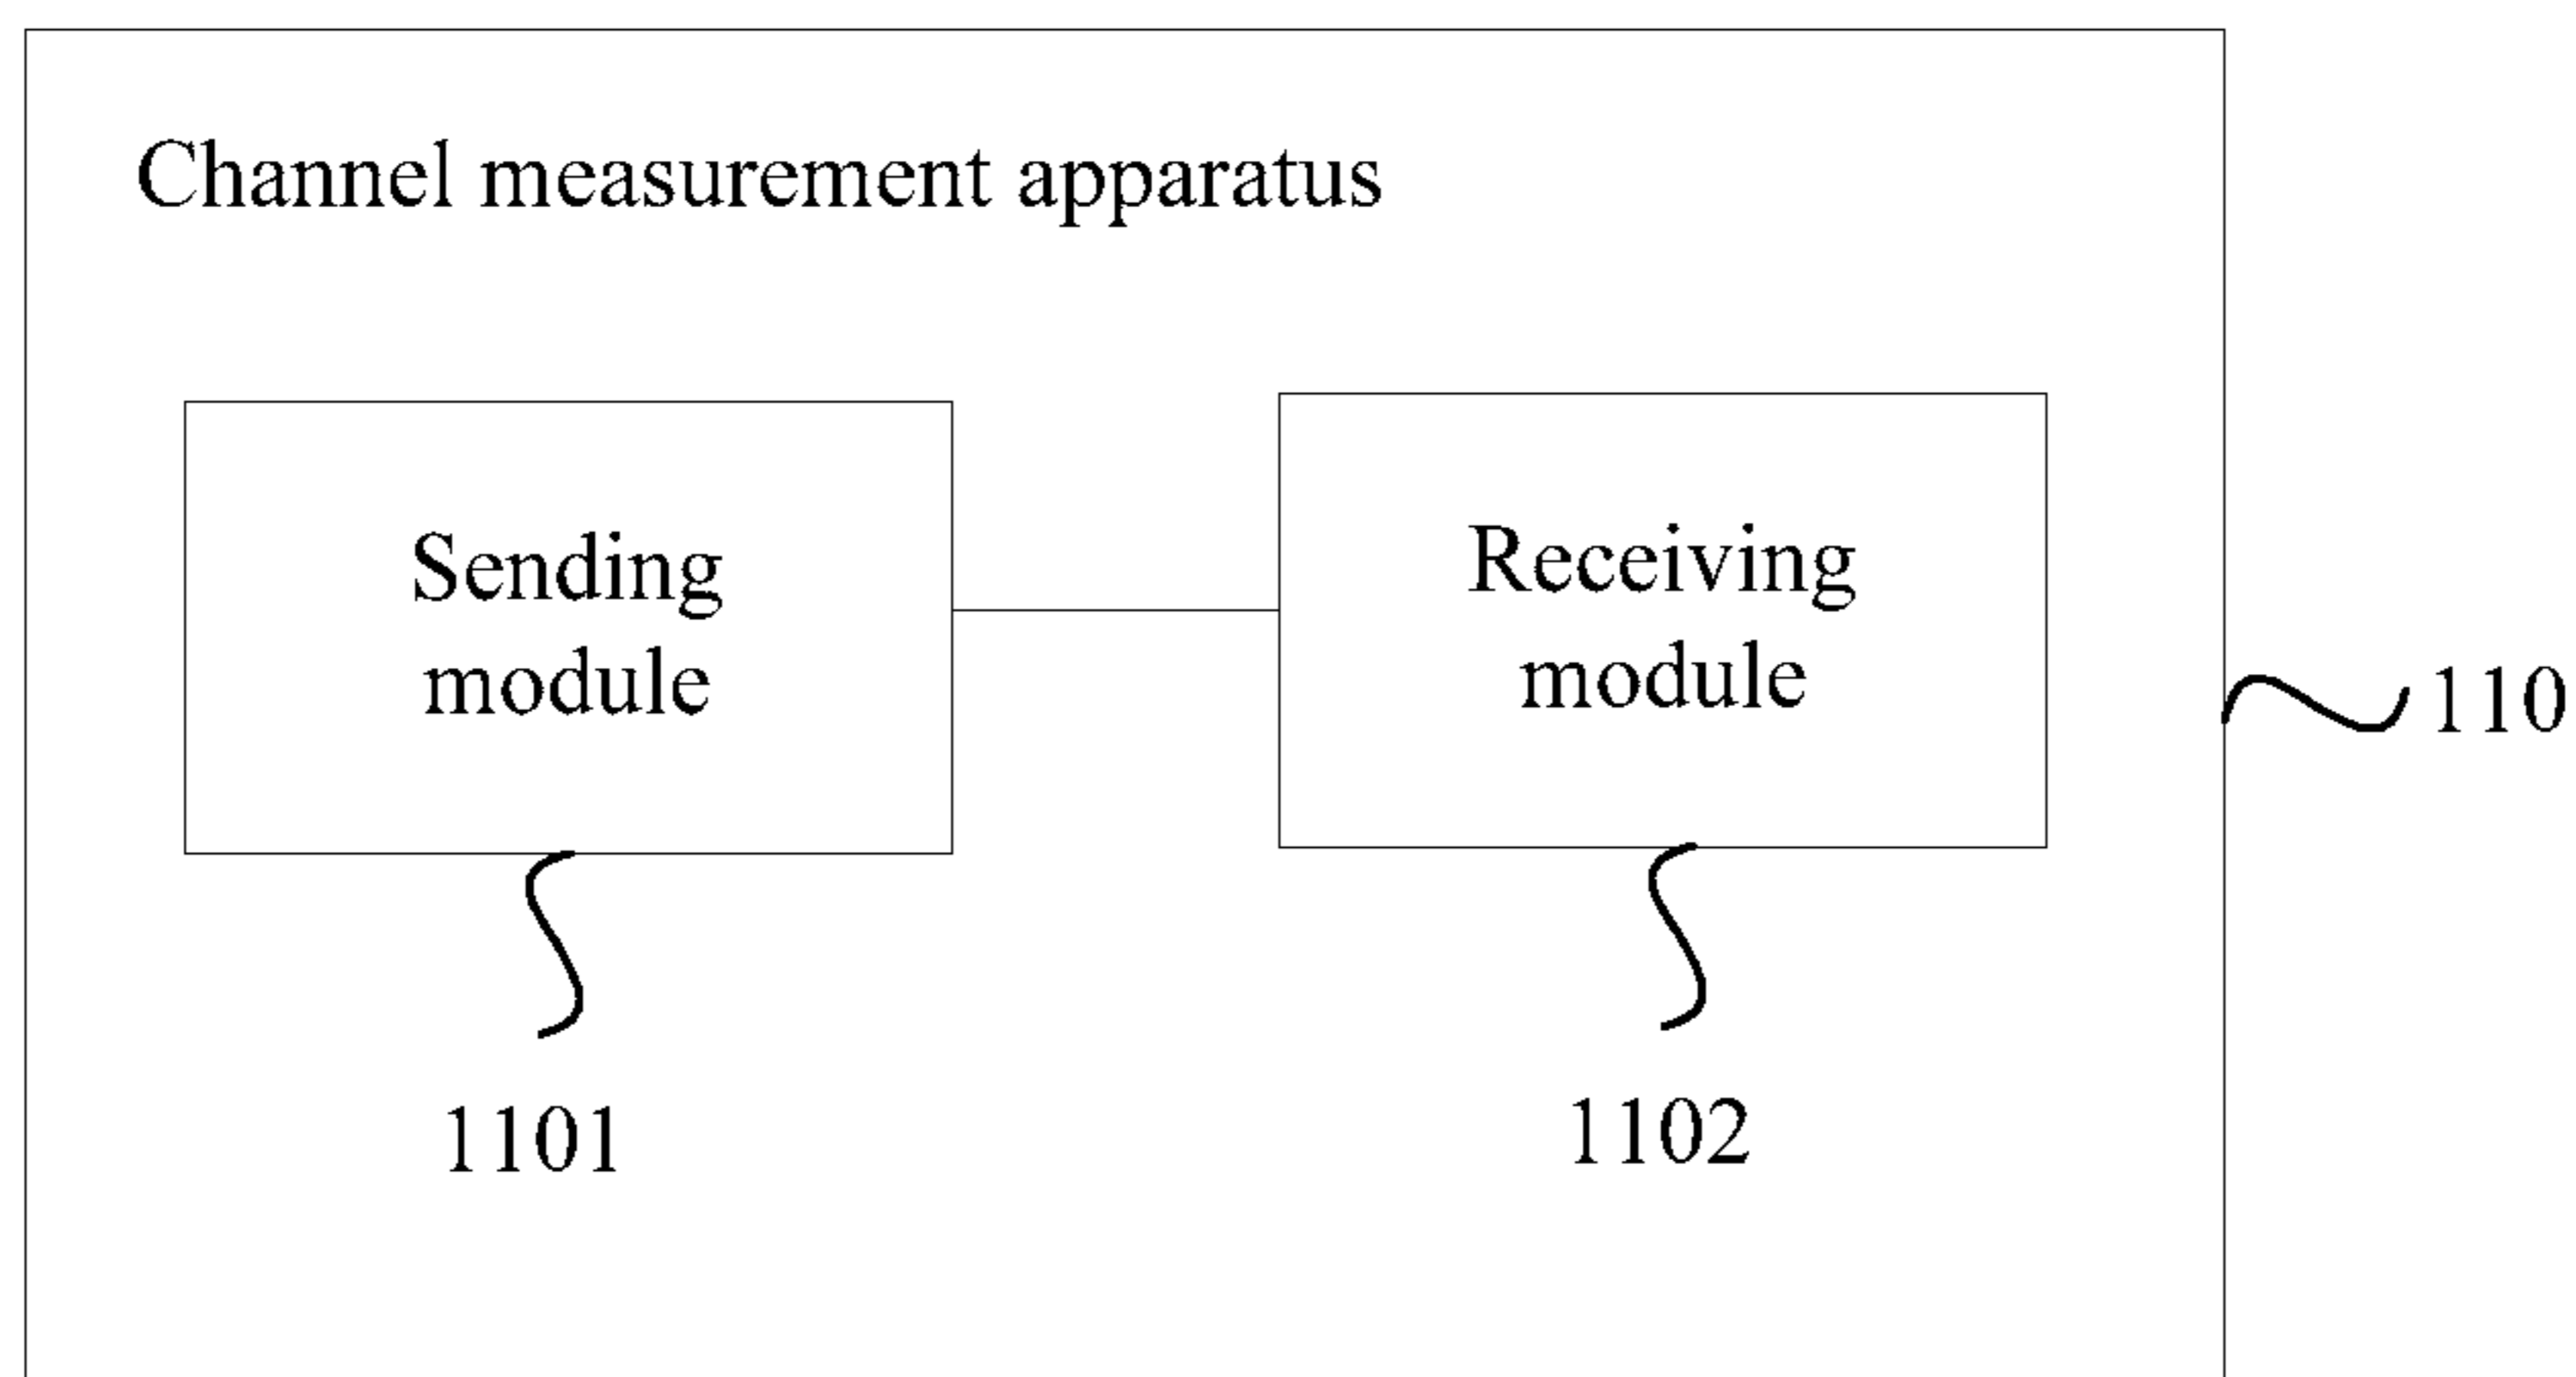 Channel measurement apparatus
Sending
module
Receiving
module
110
1101
1102